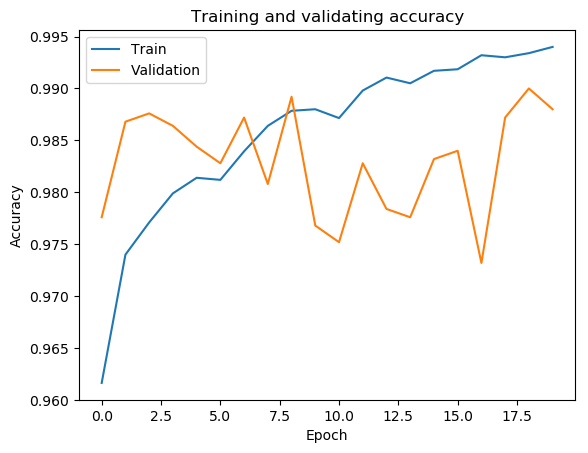 Training and validating accuracy
Train
Validation
0.995
0.990
0.985
0.980
0.975
0.970
0.965
0.960
Accuracy
0.0 2.5 5.0 7.5 10.0 12.5 15.0 17.5
Epoch